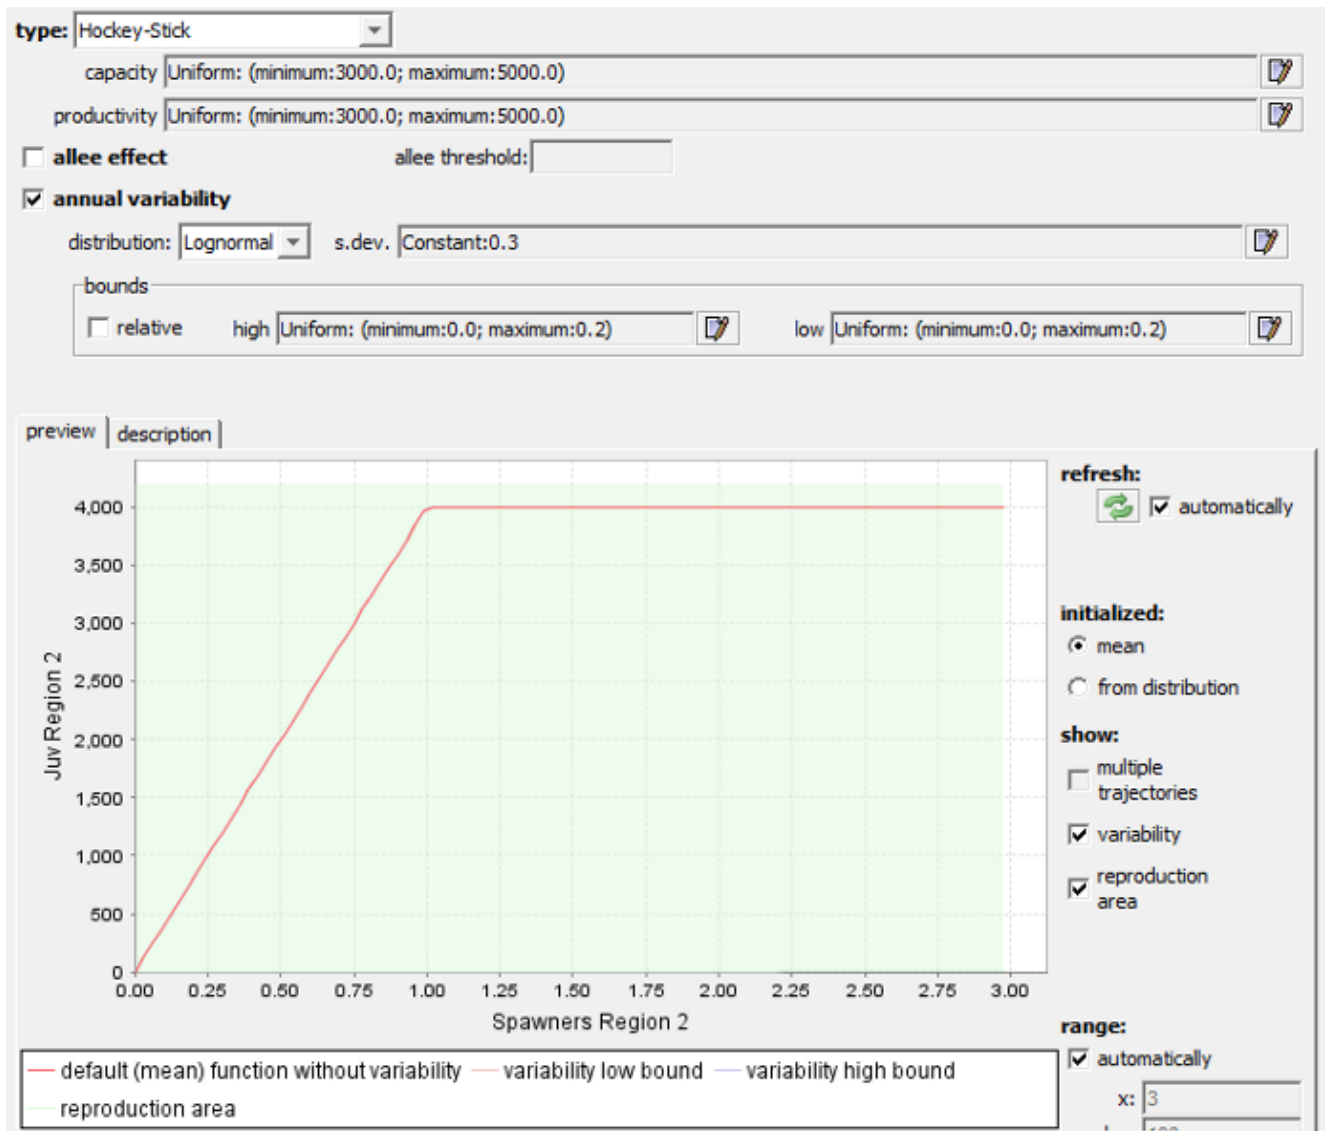 type: Hockey-Stick
capacity Uniform: (minimum:3000.0; maximum:5000.0)
productivity Uniform: (minimum:3000.0; maximum:5000.0)
allee effect allee threshold:
annual variability
distribution: Lognormal s.dev. Constant:0.3
bounds
relative high Uniform: (minimum:0.0; maximum:0.2) low Uniform: (minimum:0.0; maximum:0.2)
preview description
refresh:
automatically
initialized:
mean
from distribution
show:
multiple
trajectories
variability
reproduction
area
range:
automatically
x: 3
4,000
3,500
3,000
2,500
2,000
1,500
1,000
500
0
Juv Region 2
0.00 0.25 0.50 0.75 1.00 1.25 1.50 1.75 2.00 2.25 2.50 2.75 3.00
Spawners Region 2
default (mean) function without variability variability low bound variability high bound
reproduction area